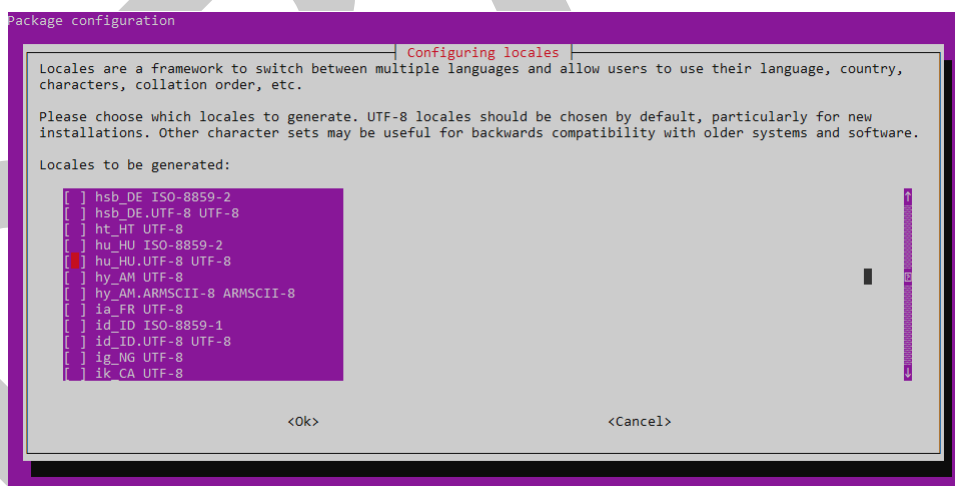 Package configuration
Configuring locales
Locales are a framework to switch between multiple languages and allow users to use their language, country,
characters, collation order, etc.
Please choose which locales to generate. UTF-8 locales should be chosen by default, particularly for new
installations. Other character sets may be useful for backwards compatibility with older systems and software.
Locales to be generated:
[ ] hsb_DE ISO-8859-2
[ ] hsb_DE.UTF-8 UTF-8
[ ] ht_HT UTF-8
[ ] hu_HU ISO-8859-2
[ ] hu_HU.UTF-8 UTF-8
[ ] hy_AM UTF-8
[ ] hy_AM.ARMSCII-8 ARMSCII-8
[ ] ia_FR UTF-8
[ ] id_ID ISO-8859-1
[ ] id_ID.UTF-8 UTF-8
[ ] ig_NG UTF-8
[ ] ik_CA UTF-8
<Ok> <Cancel>